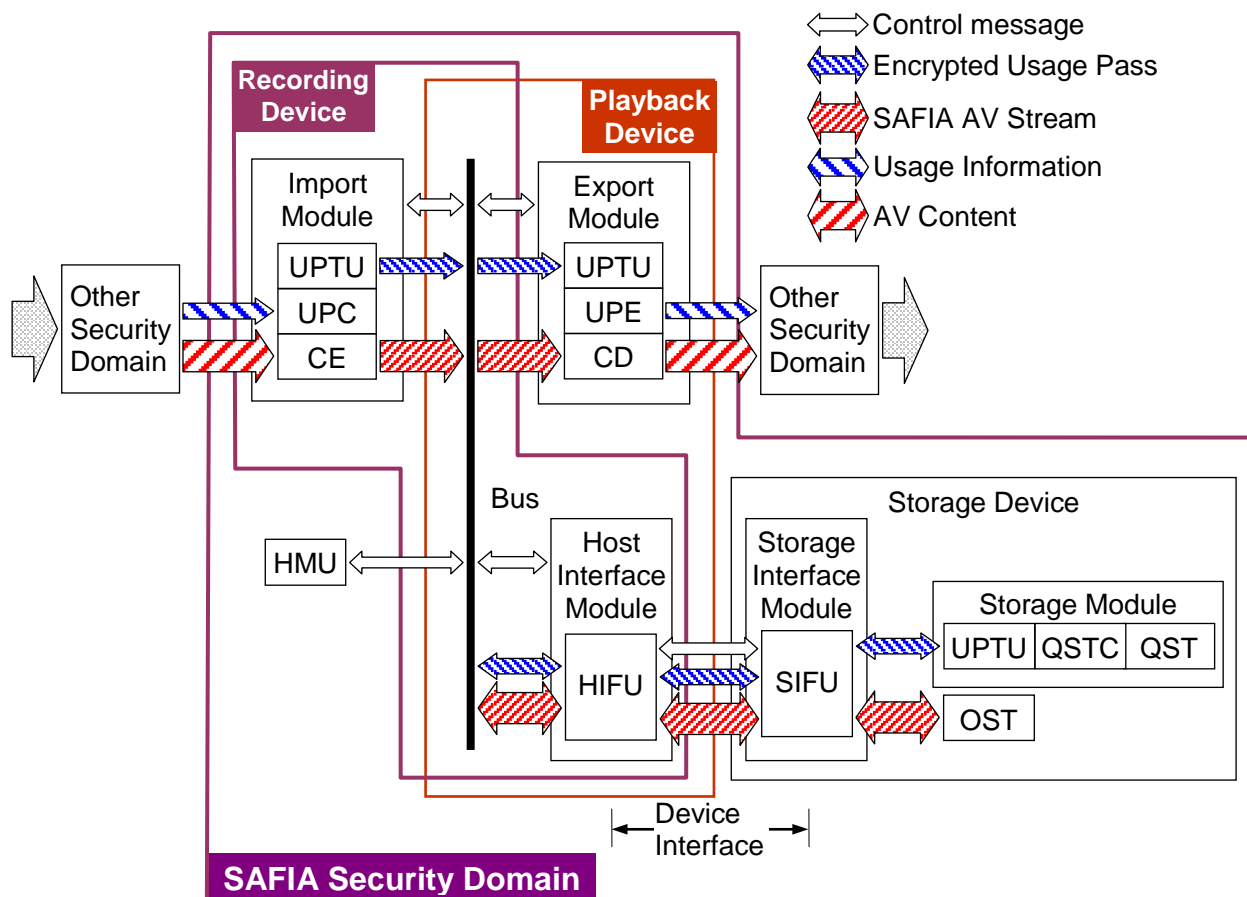 Control message
Encrypted Usage Pass
SAFIA AV Stream
Usage Information
AV Content
Recording
Device
Playback
Device
Import
Module
UPTU
UPC
CE
Export
Module
UPTU
UPE
CD
Other
Security
Domain
Other
Security
Domain
Bus
HMU
Host
Interface
Module
HIFU
Storage Device
Storage
Interface
Module
SIFU
Storage Module
UPTU QSTC QST
OST
Device
Interface
SAFIA Security Domain